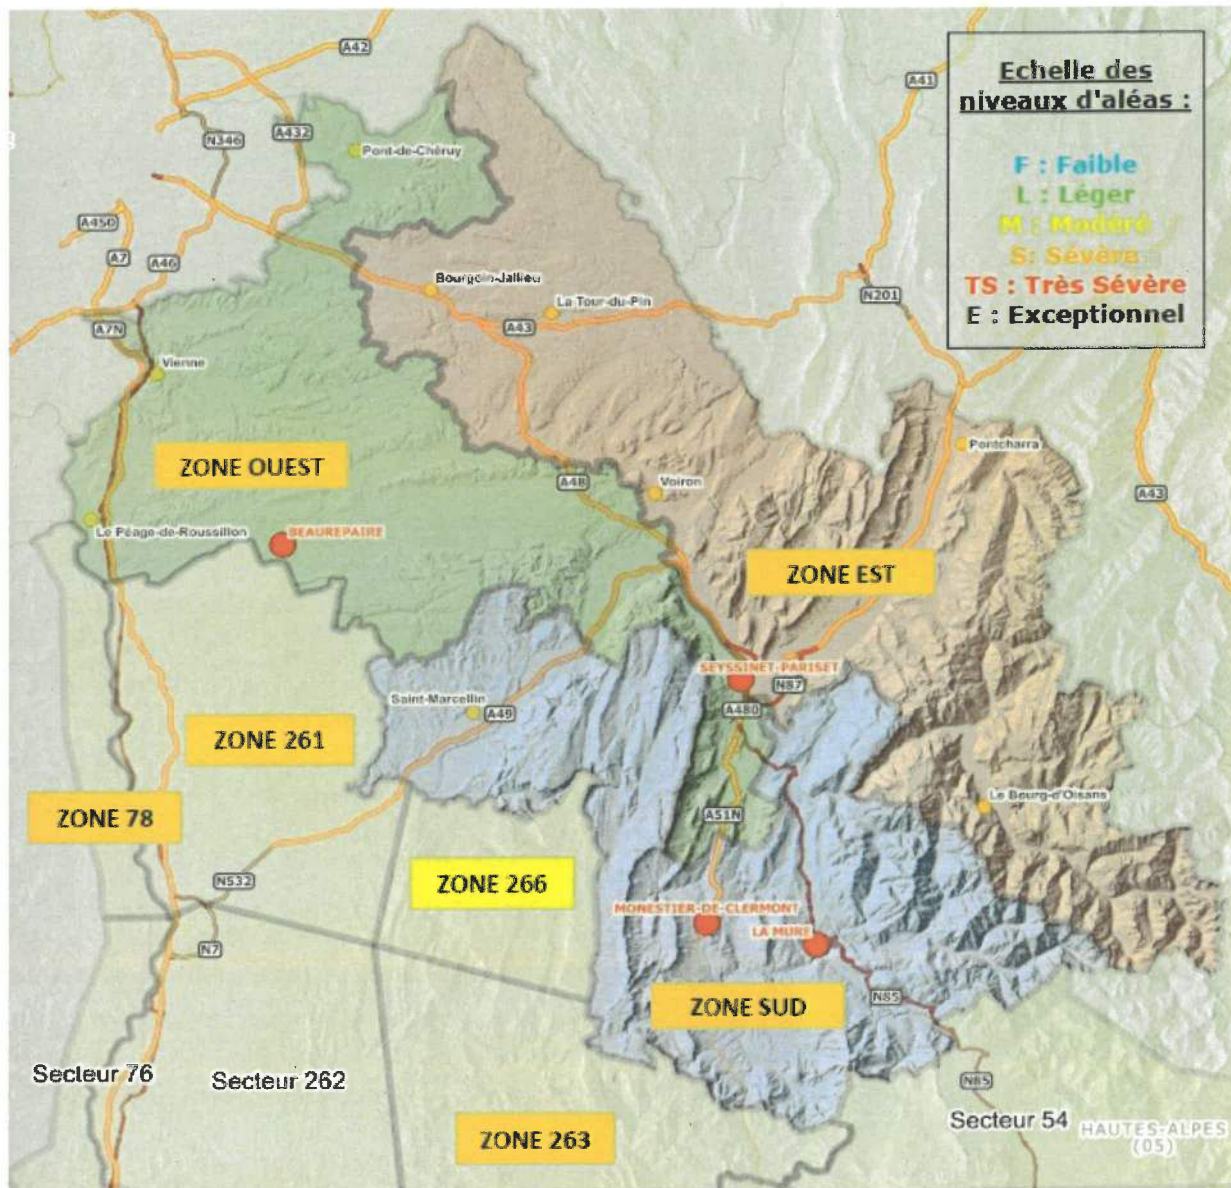 Echelle des
niveaux d'aléas :
F : Faible
L : Léger
M : Modéré
S: Sévère
TS : Très Sévère
E : Exceptionnel
A42
A41
N346
A432
Pont-de-Chéruy
A450
A7
A46
Bourgoin-Jallieu
La Tour-du-Pin
N201
A7N
A43
Vienne
Pontcharra
ZONE OUEST
A48
Voiron
A43
Le Péage-de-Roussillon
BEAUREPAIRE
ZONE EST
SEYSSINET-PARISET
N87
Saint-Marcellin
A49
A480
ZONE 261
Le Bourg-d'Oisans
ZONE 78
A51N
N532
ZONE 266
MONESTIER-DE-CLERMONT
LA MURE
N7
ZONE SUD
N85
Secteur 76
Secteur 262
N85
Secteur 54
HAUTES-ALPES
(05)
ZONE 263